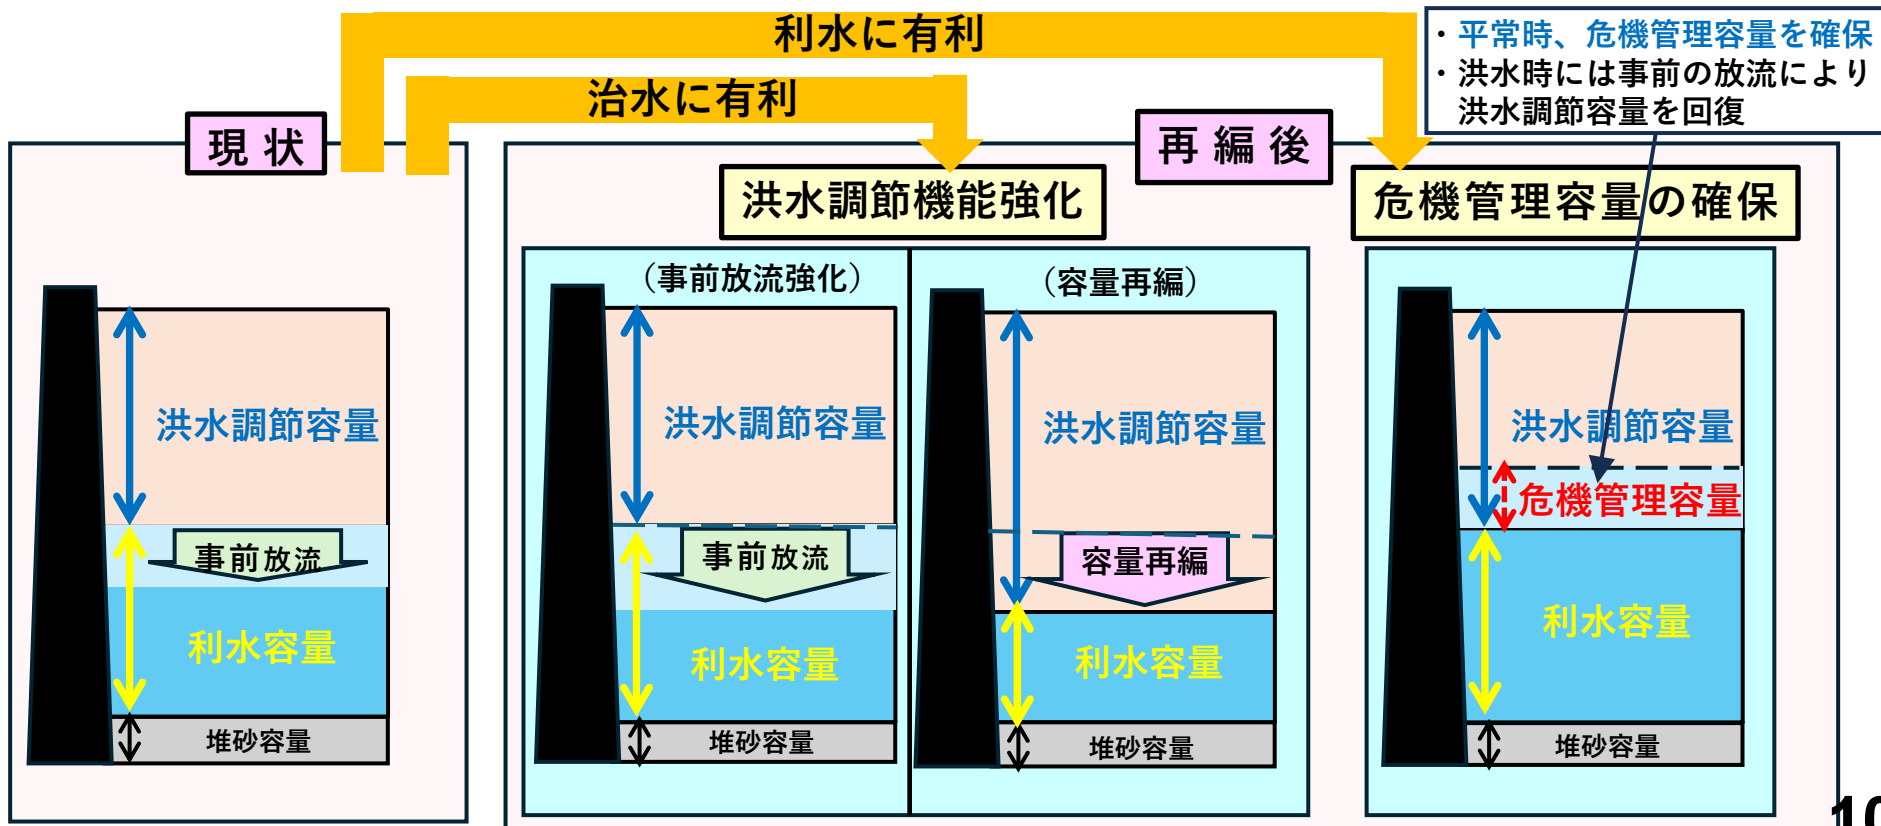 利水に有利
治水に有利
・平常時、危機管理容量を確保
・洪水時には事前の放流により
洪水調節容量を回復
現状
再編後
洪水調節機能強化
危機管理容量の確保
（事前放流強化）
（容量再編）
洪水調節容量
事前放流
利水容量
堆砂容量
洪水調節容量
事前放流
利水容量
堆砂容量
洪水調節容量
容量再編
利水容量
堆砂容量
洪水調節容量
危機管理容量
利水容量
堆砂容量